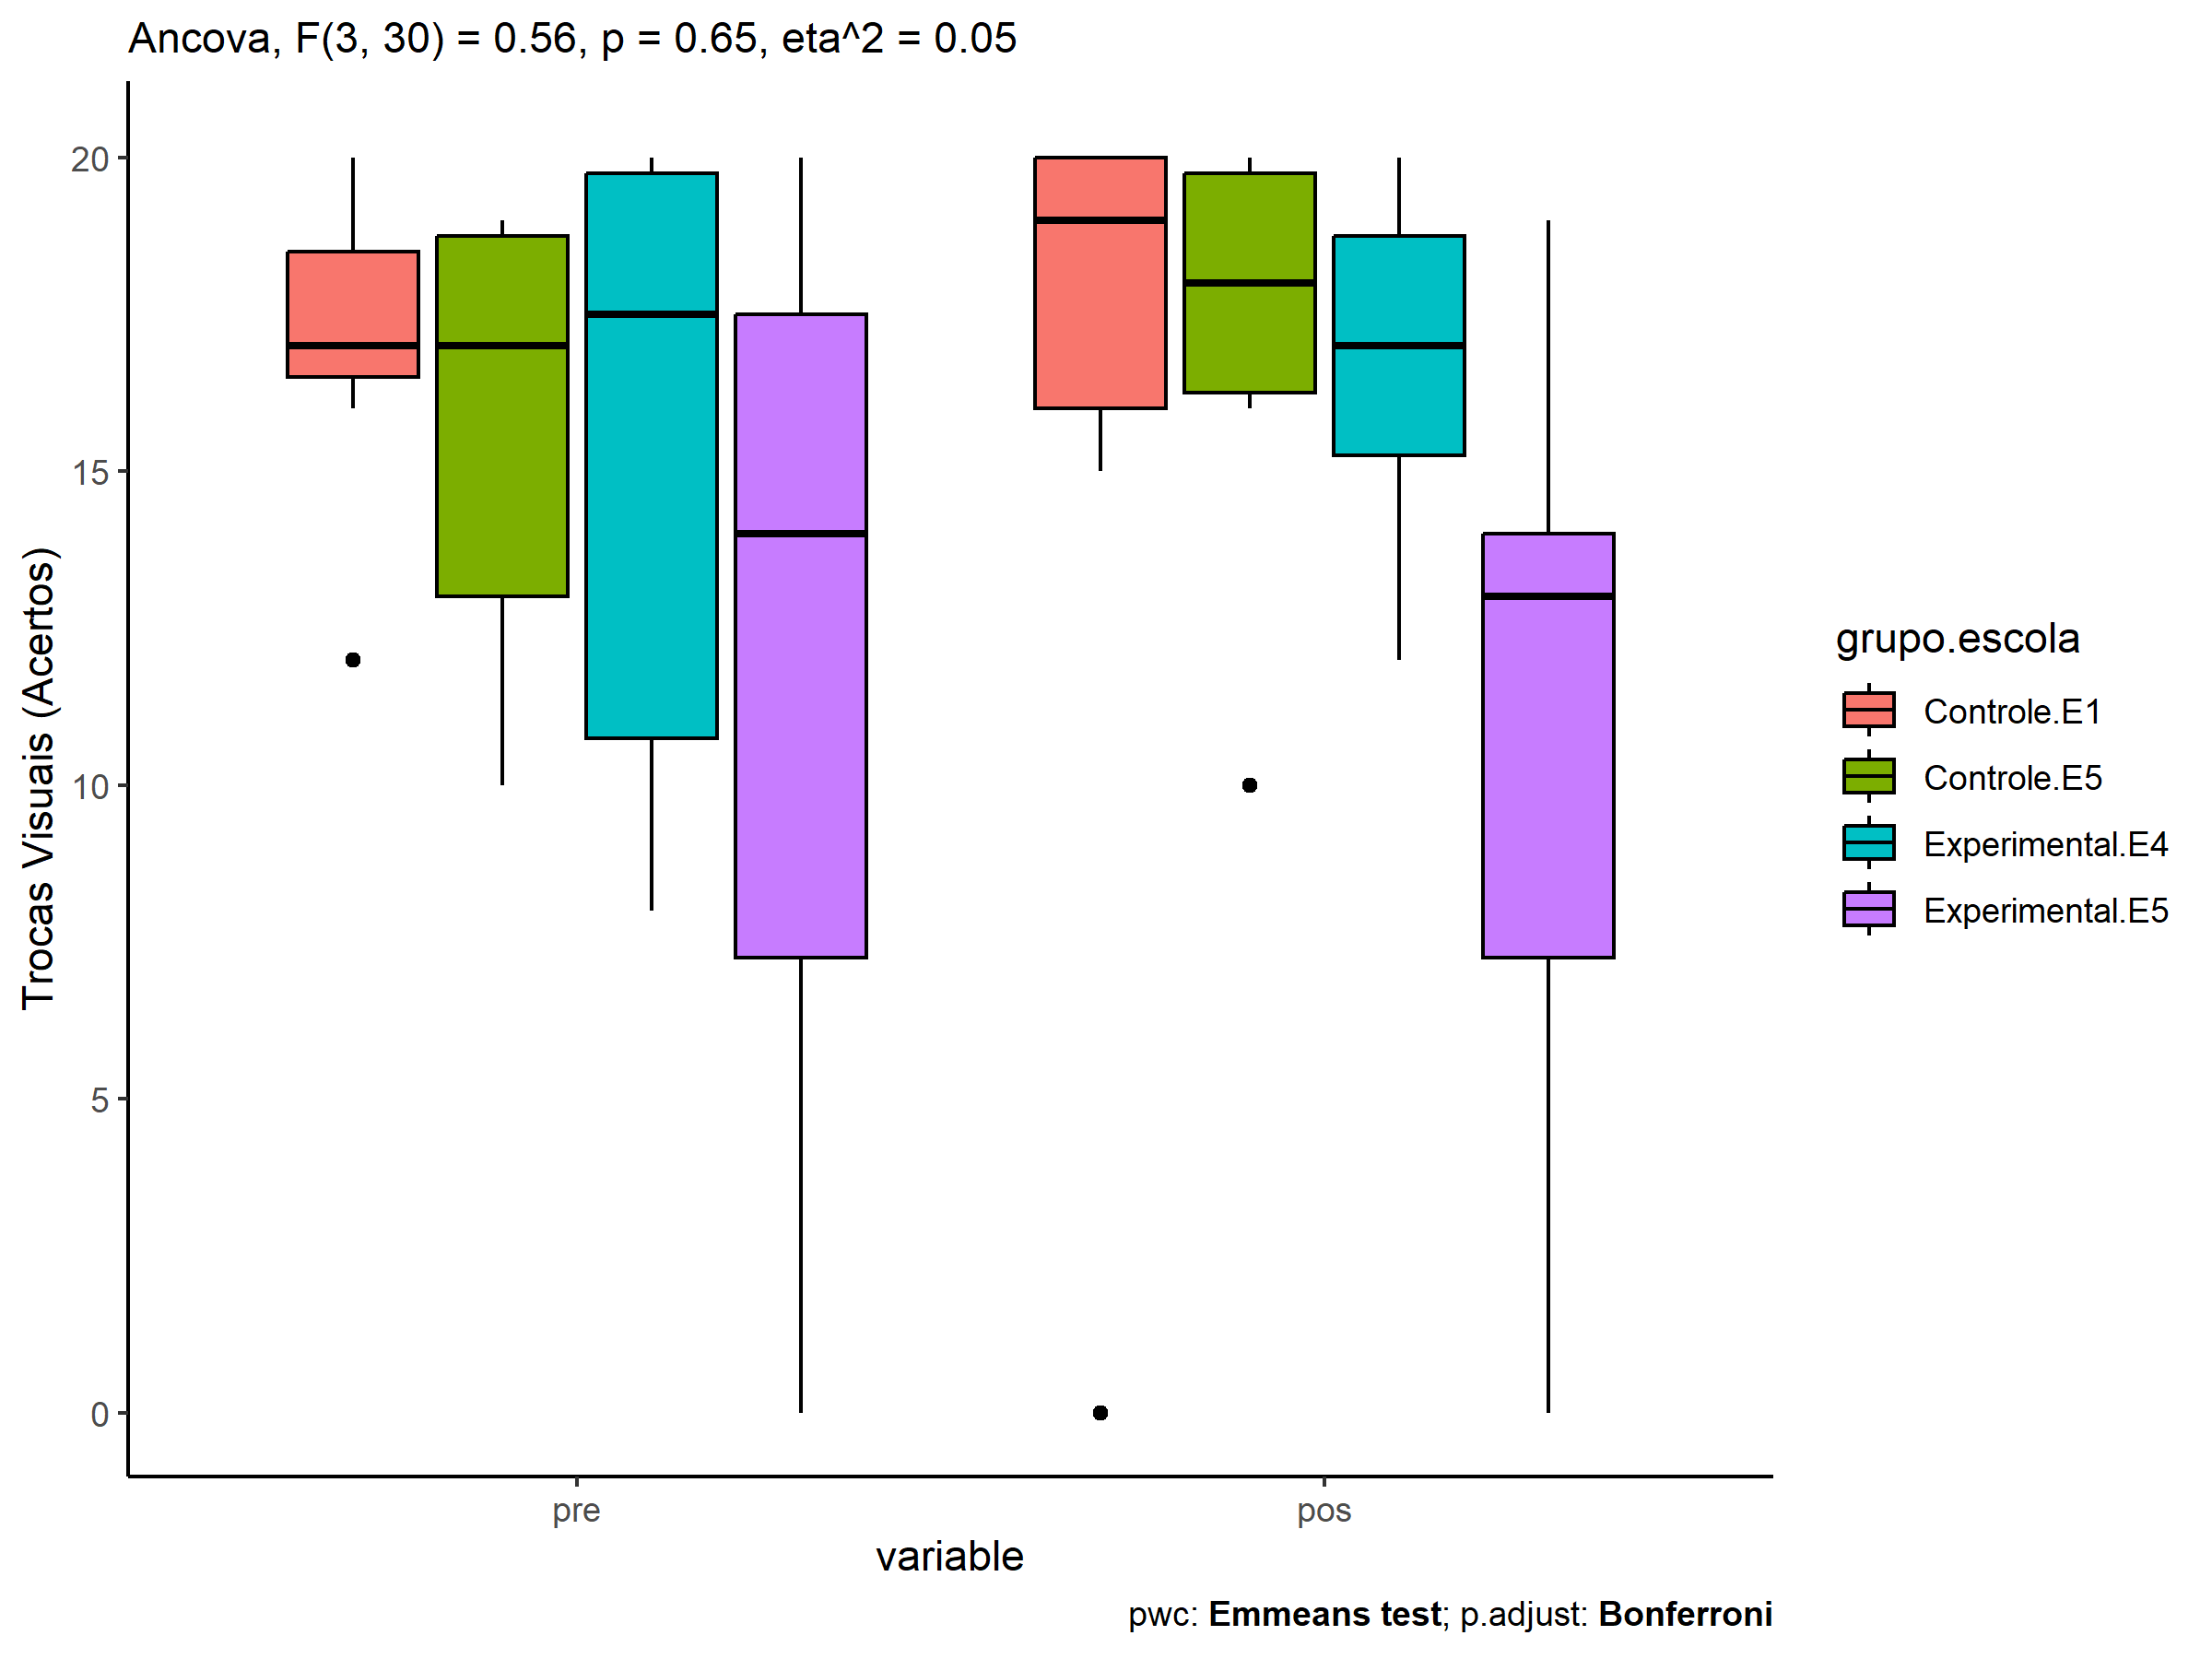 Ancova, F(3, 30) = 0.56, p = 0.65, eta^2 = 0.05
Trocas Visuais (Acertos)
20
15
10
5
0
pre
pos
variable
grupo.escola
Controle.E1
Controle.E5
Experimental.E4
Experimental.E5
pwc: Emmeans test; p.adjust: Bonferroni